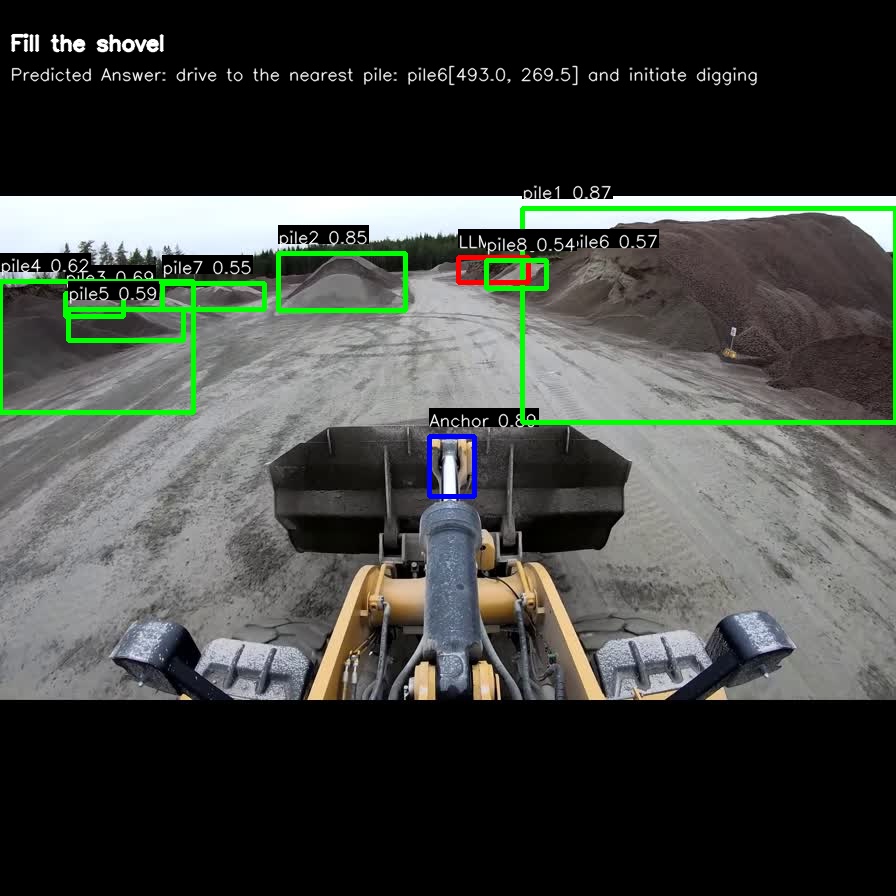 Fill the shovel
Predicted Answer: drive to the nearest pile: pile6[493.0, 269.5] and initiate digging
pile1 0.87
pile2 0.85
LLM
pile8 0.54
pile6 0.57
pile4 0.62
pile3 0.69
pile7 0.55
pile5 0.59
Anchor 0.89